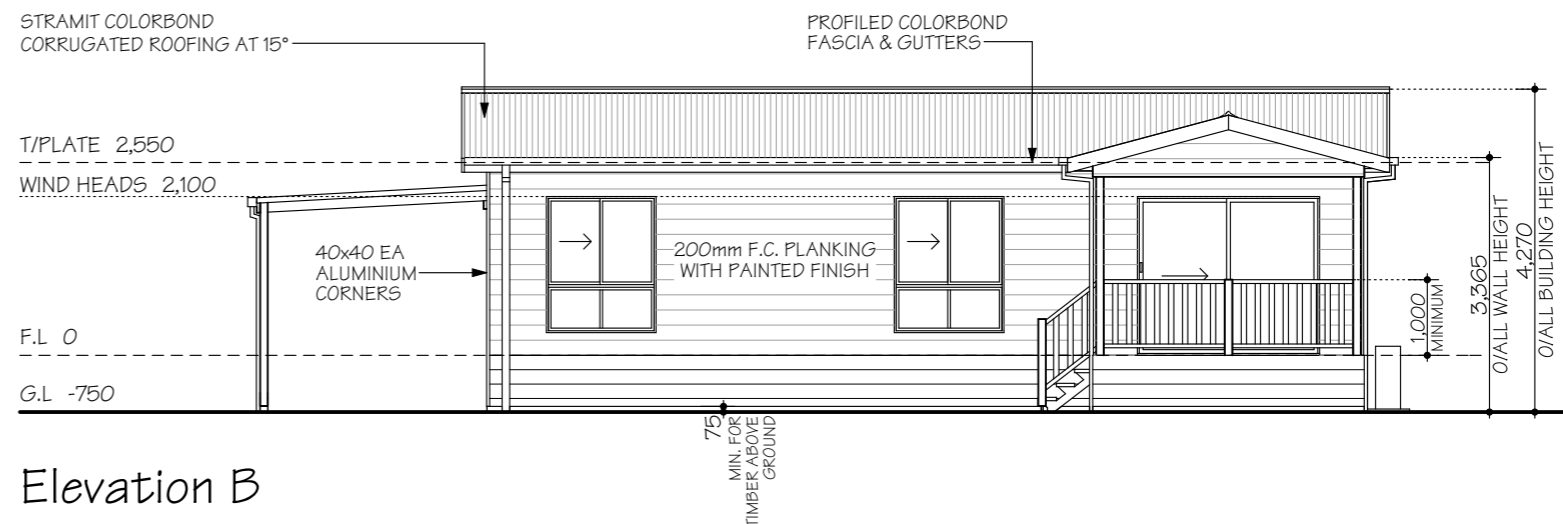 STRAMIT COLORBOND
CORRUGATED ROOFING AT 15°
PROFILED COLORBOND
FASCIA & GUTTERS
T/PLATE 2,550
WIND HEADS 2,100
40x40 EA
ALUMINIUM
CORNERS
200mm F.C. PLANKING
WITH PAINTED FINISH
F.L 0
G.L -750
75
MIN. FOR
TIMBER ABOVE
GROUND
1,000
MINIMUM
3,365
O/ALL WALL HEIGHT
4,270
O/ALL BUILDING HEIGHT
Elevation B